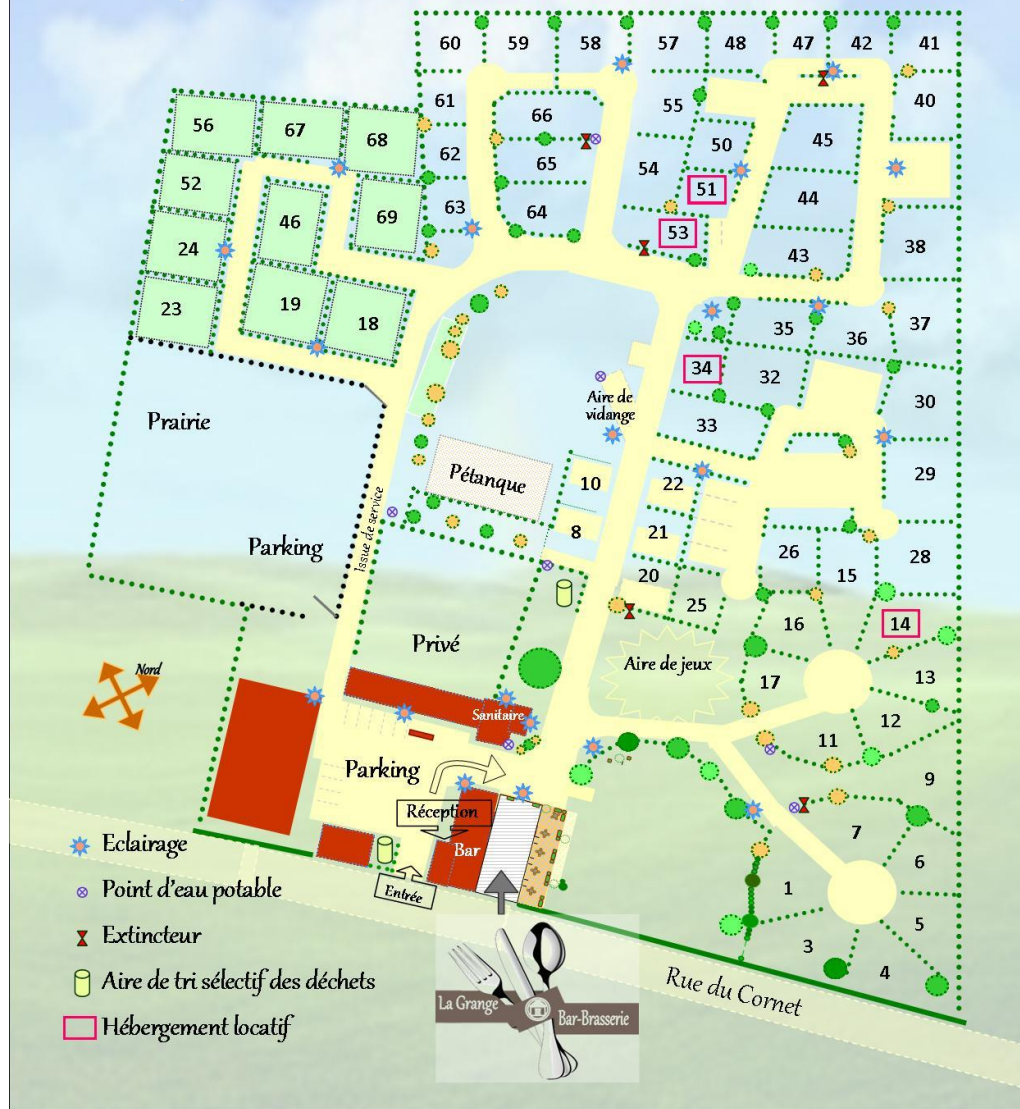 60 59 58 57 48 47 42 41
61 66 55 40
56 67 68 62 65 54 50 45
52 46 69 63 64 51 44
24 53 43 38
23 19 18 35 36 37
34 32 30
Aire de
vidange
33
Prairie
Pétanque
10 22 29
8 21
Issue de service
Parking
20 25 26 15 28
16 14
Privé
Aire de jeux
17 13
Nord
12
Sanitaire
11 9
Parking
Réception
7
Bar
6
Entrée
1
5
3
4
Rue du Cornet
Eclairage
Point d'eau potable
Extincteur
Aire de tri sélectif des déchets
Hébergement locatif
La Grange
Bar-Brasserie